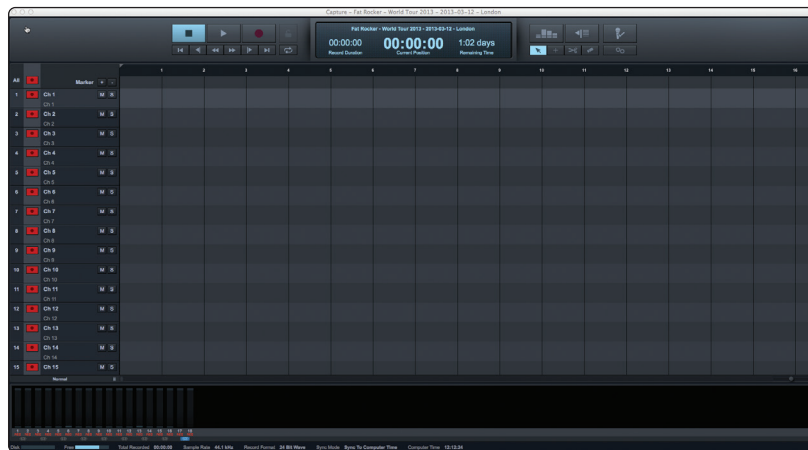 Capture – Fat Rocker – World Tour 2013 – 2013-03-12 – London
Fat Rocker - World Tour 2013 - 2013-03-12 - London
00:00:00 00:00:00 1:02 days
Record Duration Current Position Remaining Time
1 2 3 4 5 6 7 8 9 10 11 12 13 14 15 16
All Marker + -
1 Ch 1 M S
Ch 1
2 Ch 2 M S
Ch 2
3 Ch 3 M S
Ch 3
4 Ch 4 M S
Ch 4
5 Ch 5 M S
Ch 5
6 Ch 6 M S
Ch 6
7 Ch 7 M S
Ch 7
8 Ch 8 M S
Ch 8
9 Ch 9 M S
Ch 9
10 Ch 10 M S
Ch 10
11 Ch 11 M S
Ch 11
12 Ch 12 M S
Ch 12
13 Ch 13 M S
Ch 13
14 Ch 14 M S
Ch 14
15 Ch 15 M S
Normal
1 2 3 4 5 6 7 8 9 10 11 12 13 14 15 16 17 18
Disk Free Total Recorded 00:00:00 Sample Rate 44.1 kHz Record Format 24 Bit Wave Sync Mode Sync To Computer Time Computer Time 12:12:34